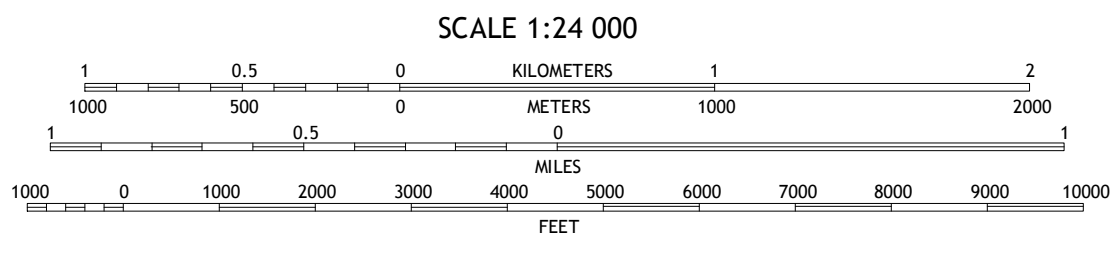 SCALE 1:24 000
1 0.5 0 KILOMETERS 1 2
1000 500 0 METERS 1000 2000
1 0.5 0 1
MILES
1000 0 1000 2000 3000 4000 5000 6000 7000 8000 9000 10000
FEET